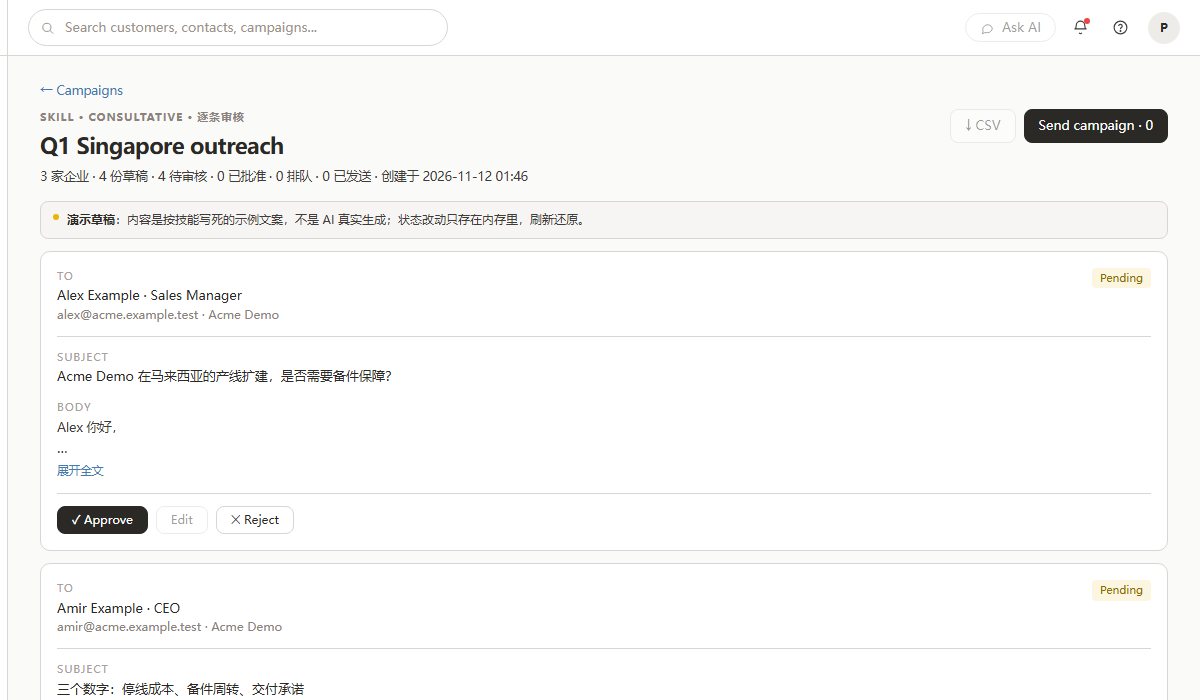 Search customers, contacts, campaigns...
Ask AI
P
← Campaigns
SKILL • CONSULTATIVE • 逐条审核
Q1 Singapore outreach
↓ CSV
Send campaign · 0
3 家企业 · 4 份草稿 · 4 待审核 · 0 已批准 · 0 排队 · 0 已发送 · 创建于 2026-11-12 01:46
演示草稿：内容是按技能写死的示例文案，不是 AI 真实生成；状态改动只存在内存里，刷新还原。
TO
Pending
Alex Example · Sales Manager
alex@acme.example.test · Acme Demo
SUBJECT
Acme Demo 在马来西亚的产线扩建，是否需要备件保障？
BODY
Alex 你好，
...
展开全文
✓ Approve
Edit
✕ Reject
TO
Pending
Amir Example · CEO
amir@acme.example.test · Acme Demo
SUBJECT
三个数字：停线成本、备件周转、交付承诺